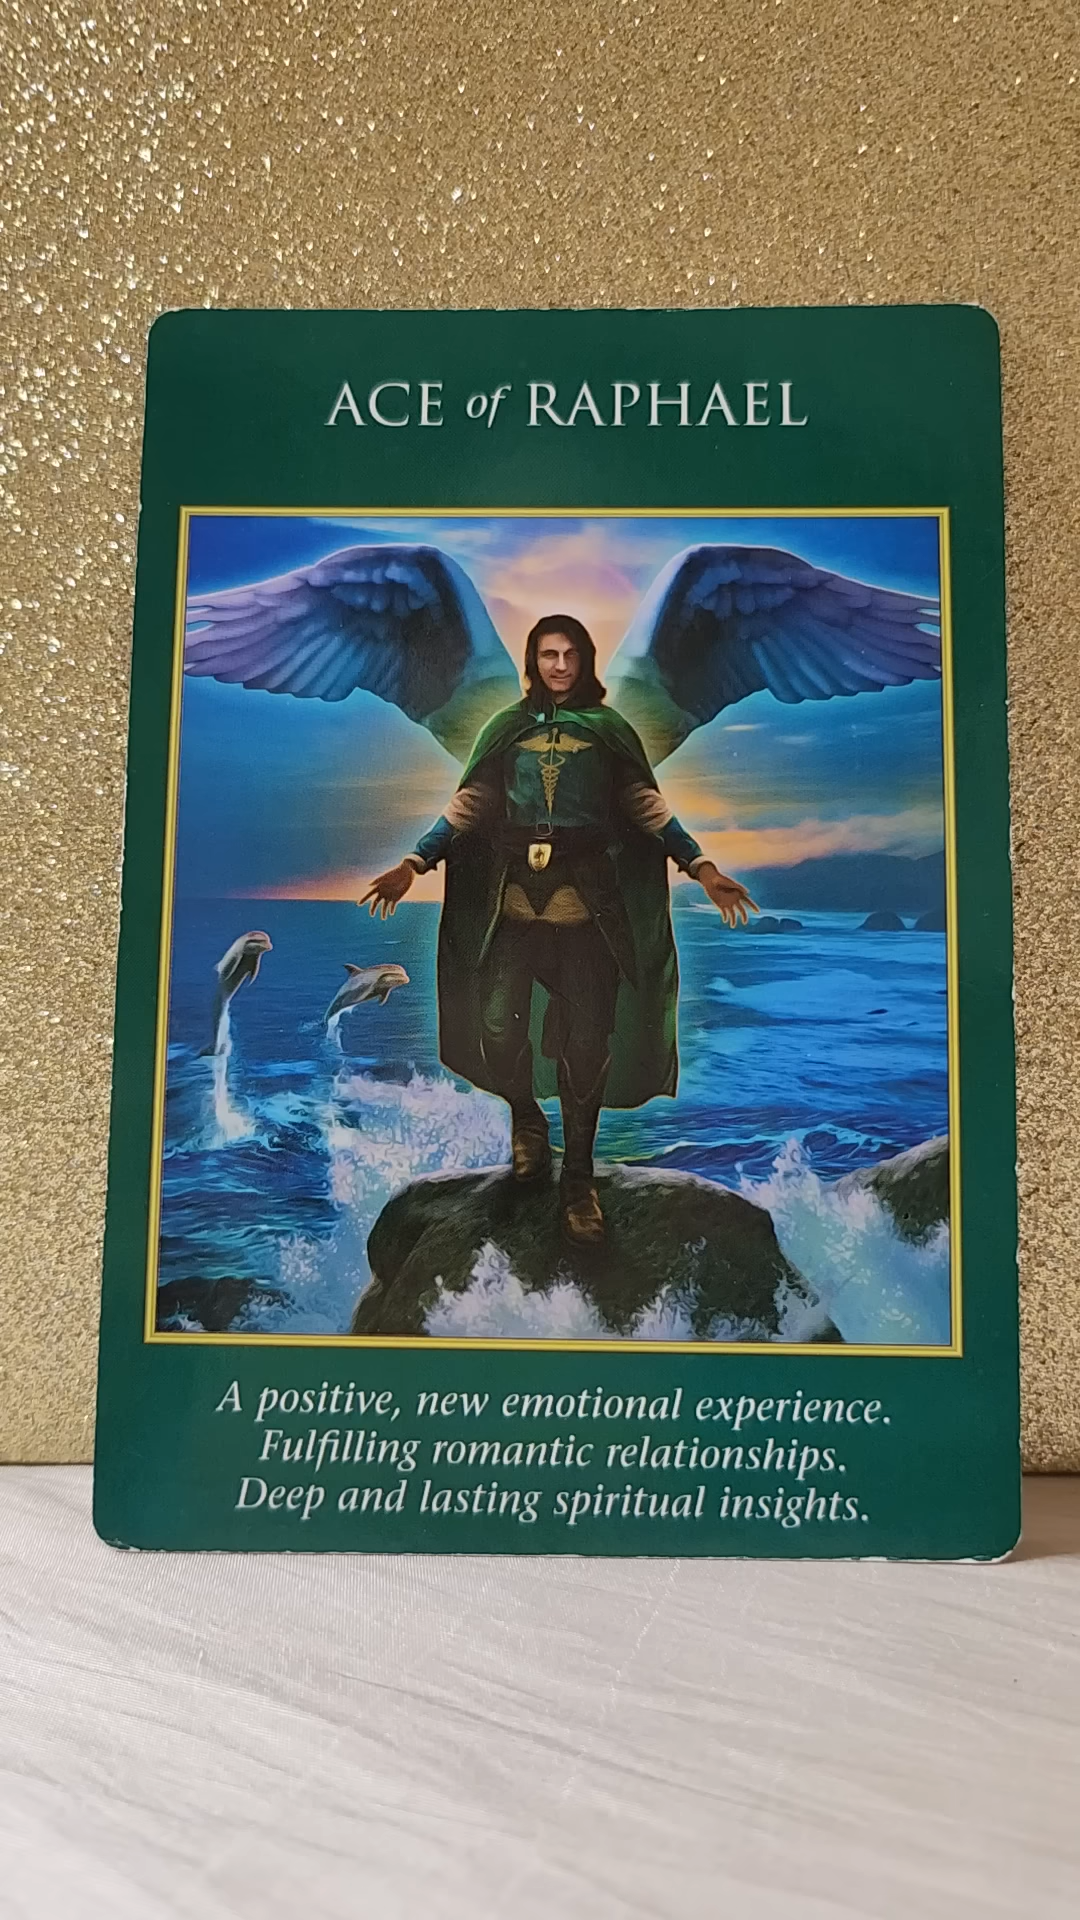 ACE of RAPHAEL
A positive, new emotional experience.
Fulfilling romantic relationships.
Deep and lasting spiritual insights.